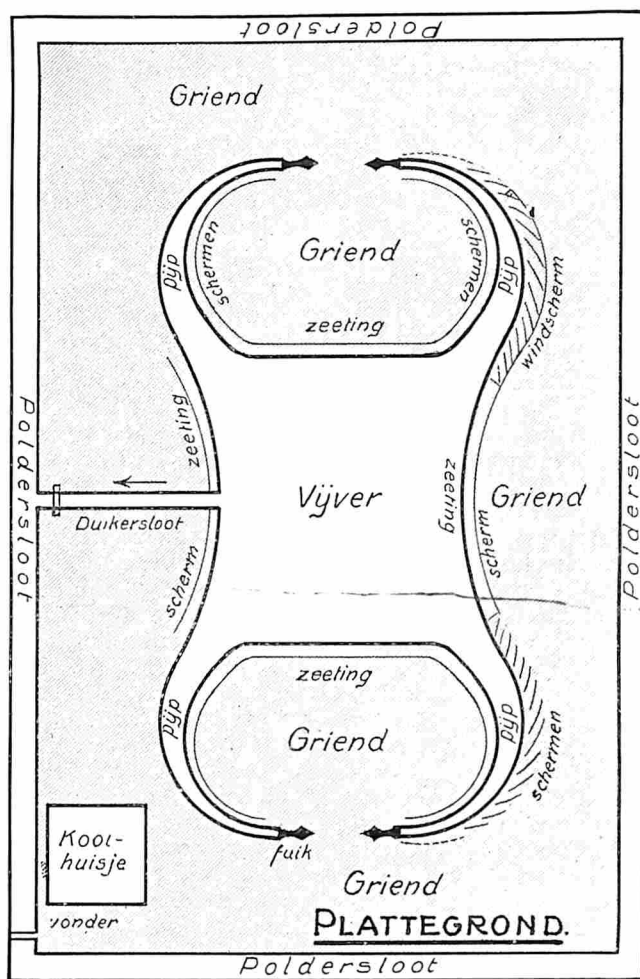 Poldersloot
Griend
Griend
schermen
schermen
pijp
pijp
windscherm
zeeting
Poldersloot
zeeting
Vijver
zeeting
Griend
Poldersloot
Duikersloot
scherm
scherm
zeeting
pijp
Griend
pijp
schermen
Kooi-
huisje
fuik
Griend
vonder
PLATTEGROND.
Poldersloot